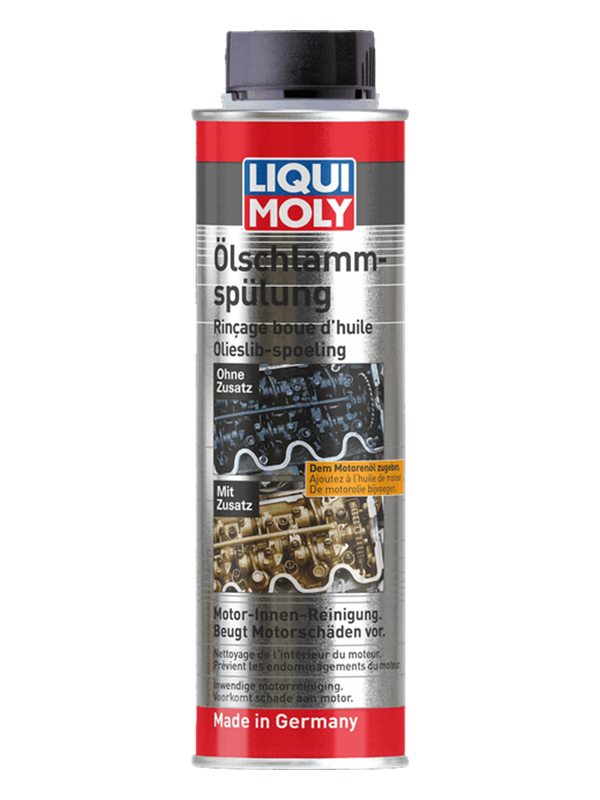 LIQUI
MOLY
Ölschlamm-
spülung
Rinçage boue d'huile
Olieslib-spoeling
Ohne
Zusatz
Dem Motorenöl zugeben.
Ajoutez à l'huile de moteur.
De motorolie bijvoegen.
Mit
Zusatz
Motor-Innen-Reinigung.
Beugt Motorschäden vor.
Nettoyage de l'intérieur du moteur.
Prévient les endommagements du moteur.
Inwendige motorreiniging.
Voorkomt schade aan motor.
Made in Germany